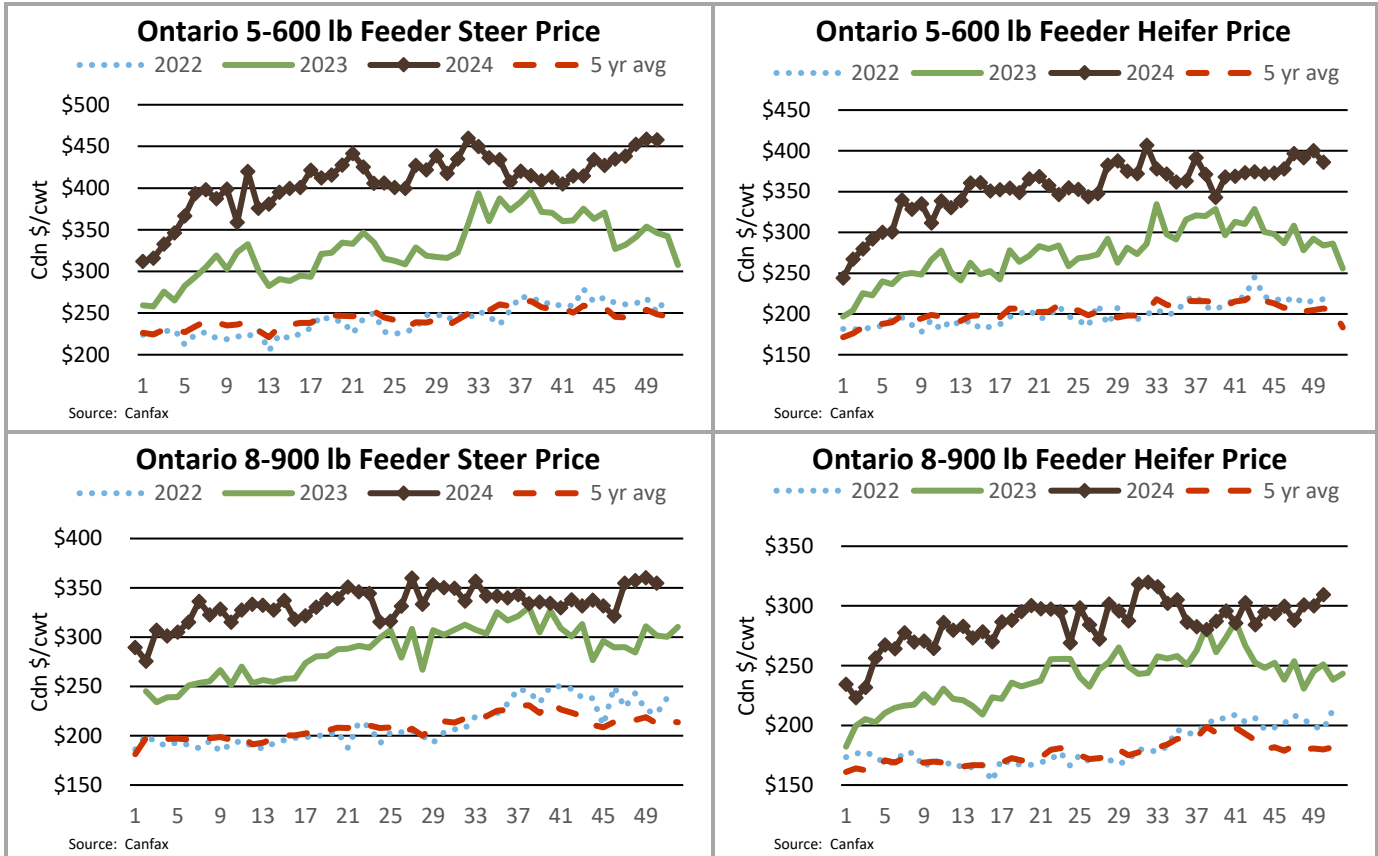 Ontario 5-600 lb Feeder Steer Price
2022 2023 2024 5 yr avg
Cdn $/cwt
$500
$450
$400
$350
$300
$250
$200
1 5 9 13 17 21 25 29 33 37 41 45 49
Source: Canfax
Ontario 5-600 lb Feeder Heifer Price
2022 2023 2024 5 yr avg
Cdn $/cwt
$450
$400
$350
$300
$250
$200
$150
1 5 9 13 17 21 25 29 33 37 41 45 49
Source: Canfax
Ontario 8-900 lb Feeder Steer Price
2022 2023 2024 5 yr avg
Cdn $/cwt
$400
$350
$300
$250
$200
$150
1 5 9 13 17 21 25 29 33 37 41 45 49
Source: Canfax
Ontario 8-900 lb Feeder Heifer Price
2022 2023 2024 5 yr avg
Cdn $/cwt
$350
$300
$250
$200
$150
1 5 9 13 17 21 25 29 33 37 41 45 49
Source: Canfax